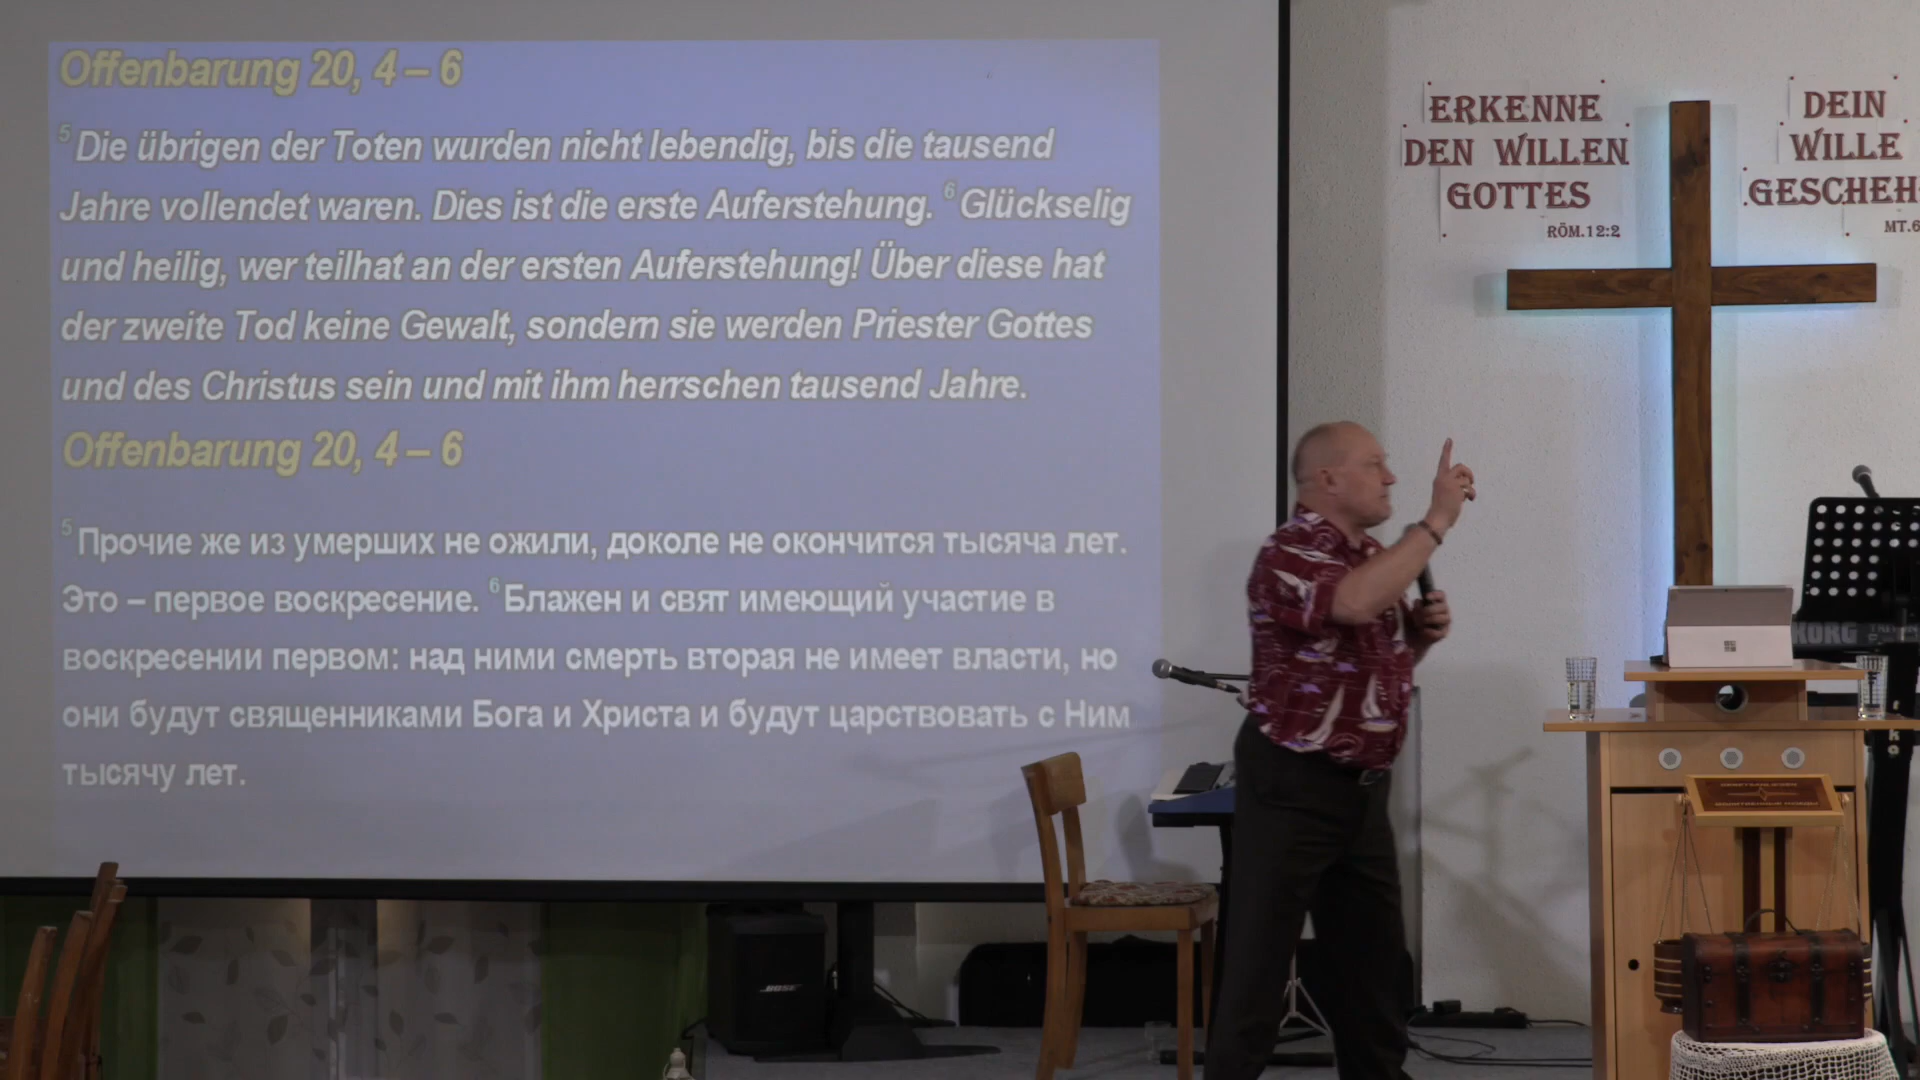 Offenbarung 20, 4 – 6
5 Die übrigen der Toten wurden nicht lebendig, bis die tausend
Jahre vollendet waren. Dies ist die erste Auferstehung. 6 Glückselig
und heilig, wer teilhat an der ersten Auferstehung! Über diese hat
der zweite Tod keine Gewalt, sondern sie werden Priester Gottes
und des Christus sein und mit ihm herrschen tausend Jahre.
Offenbarung 20, 4 – 6
5 Прочие же из умерших не ожили, доколе не окончится тысяча лет.
Это – первое воскресение. 6 Блажен и свят имеющий участие в
воскресении первом: над ними смерть вторая не имеет власти, но
они будут священниками Бога и Христа и будут царствовать с Ним
тысячу лет.
ERKENNE
DEN WILLEN
GOTTES
RÖM.12:2
DEIN
WILLE
GESCHEH
MT.6
KORG
BOSE